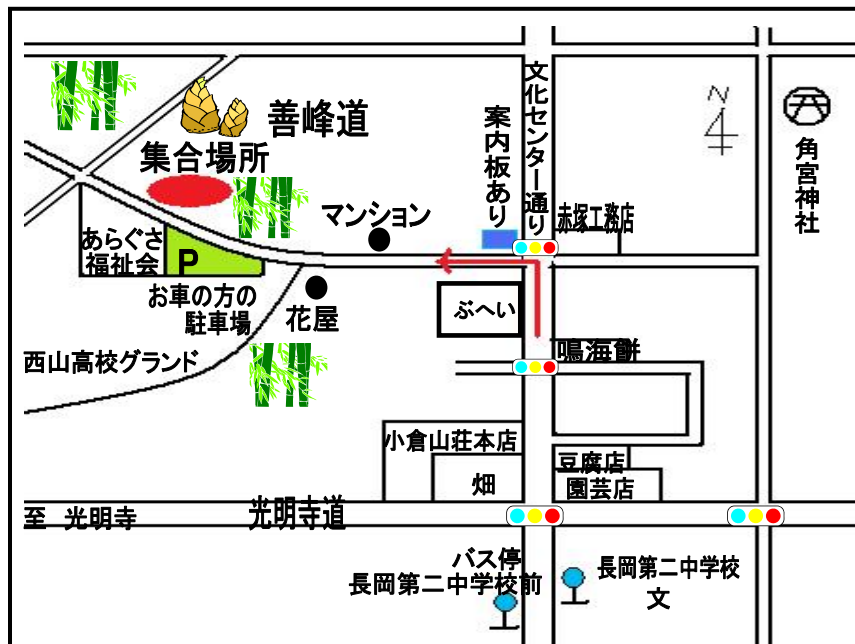 善峰道
集合場所
マンション
案内板あり
文化センター通り
赤塚工務店
角宮神社
あらぐさ
福祉会
P
お車の方の
駐車場
花屋
ぶへい
西山高校グランド
鳴海餅
小倉山荘本店
畑
豆腐店
園芸店
至 光明寺
光明寺道
バス停
長岡第二中学校前
長岡第二中学校
文